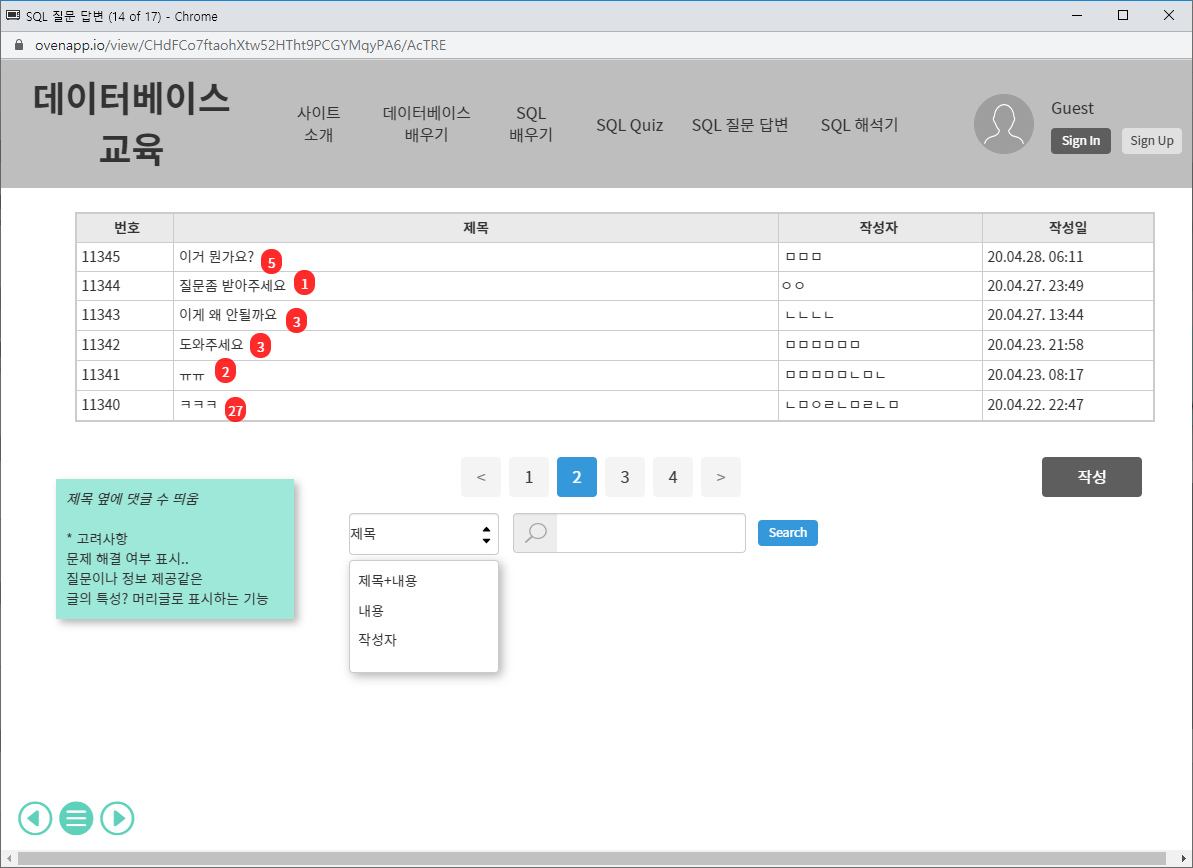 SQL 질문 답변 (14 of 17) - Chrome
ovenapp.io/view/CHdFCo7ftaohXtw52HTht9PCGYMqyPA6/AcTRE
데이터베이스
교육
사이트
소개
데이터베이스
배우기
SQL
배우기
SQL Quiz
SQL 질문 답변
SQL 해석기
Guest
Sign In
Sign Up
번호 제목 작성자 작성일
11345 이거 뭔가요? 5 ㅁㅁㅁ 20.04.28. 06:11
11344 질문좀 받아주세요 1 ㅇㅇ 20.04.27. 23:49
11343 이게 왜 안될까요 3 ㄴㄴㄴㄴ 20.04.27. 13:44
11342 도와주세요 3 ㅁㅁㅁㅁㅁㅁ 20.04.23. 21:58
11341 ㅠㅠ 2 ㅁㅁㅁㅁㅁㄴㅁㄴ 20.04.23. 08:17
11340 ㅋㅋㅋ 27 ㄴㅁㅇㄹㄴㅁㄹㄴㅁ 20.04.22. 22:47
< 1 2 3 4 >
작성
제목 옆에 댓글 수 띄움
* 고려사항
문제 해결 여부 표시..
질문이나 정보 제공같은
글의 특성? 머리글로 표시하는 기능
제목
Search
제목+내용
내용
작성자